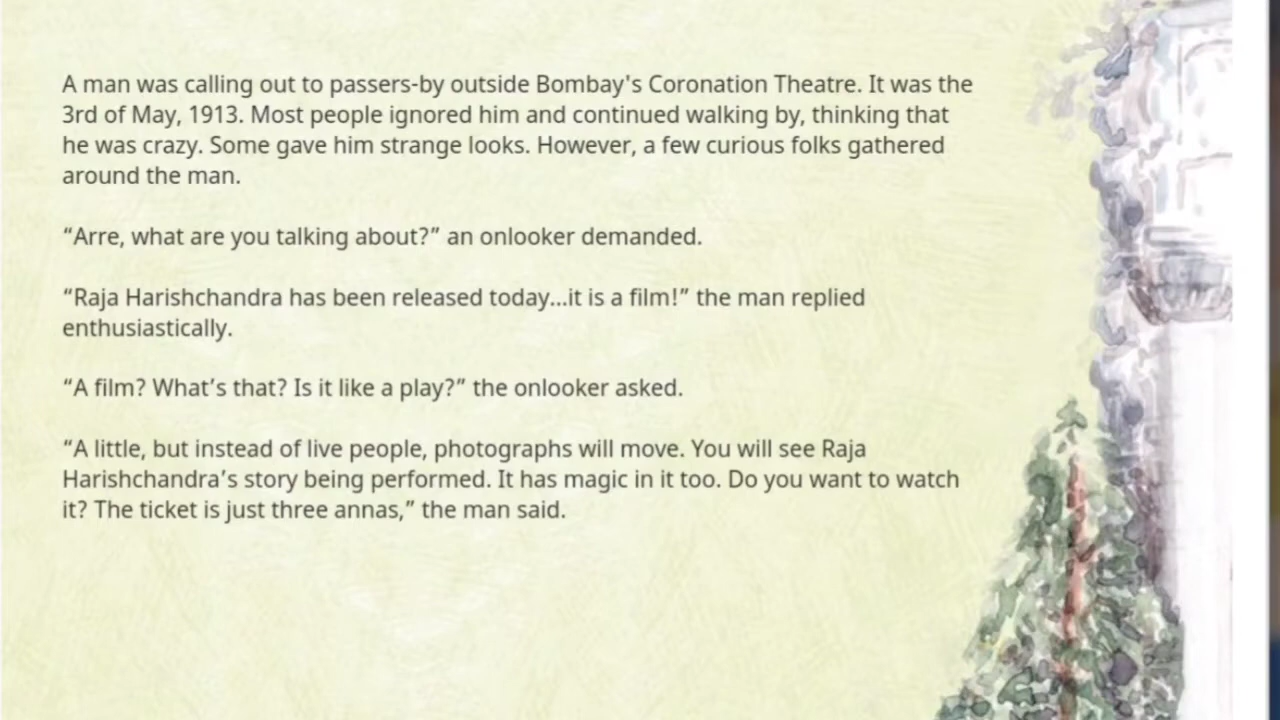 A man was calling out to passers-by outside Bombay's Coronation Theatre. It was the
3rd of May, 1913. Most people ignored him and continued walking by, thinking that
he was crazy. Some gave him strange looks. However, a few curious folks gathered
around the man.
“Arre, what are you talking about?” an onlooker demanded.
“Raja Harishchandra has been released today...it is a film!” the man replied
enthusiastically.
“A film? What’s that? Is it like a play?” the onlooker asked.
“A little, but instead of live people, photographs will move. You will see Raja
Harishchandra’s story being performed. It has magic in it too. Do you want to watch
it? The ticket is just three annas,” the man said.